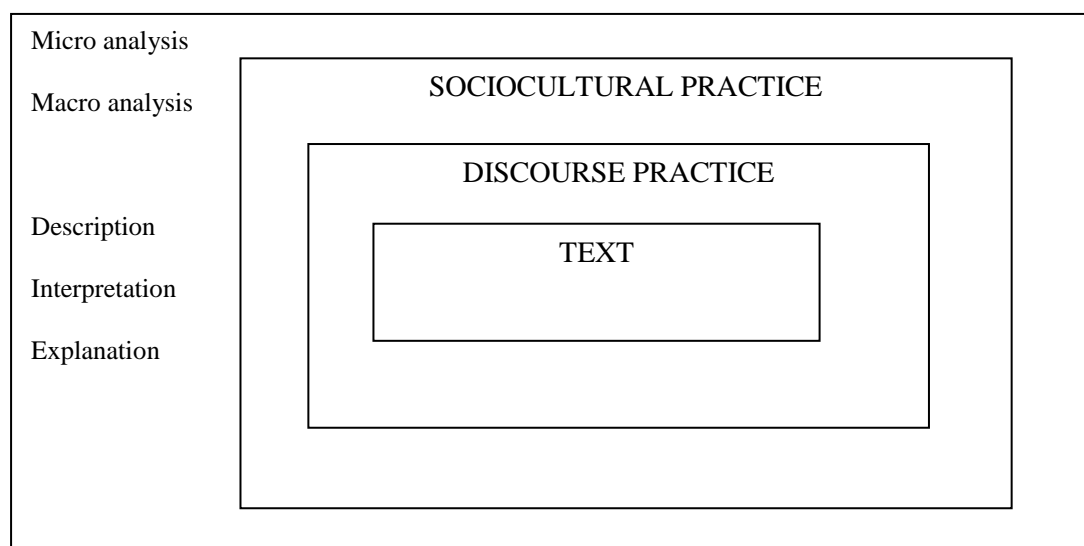 Micro analysis
SOCIOCULTURAL PRACTICE
Macro analysis
DISCOURSE PRACTICE
Description
TEXT
Interpretation
Explanation